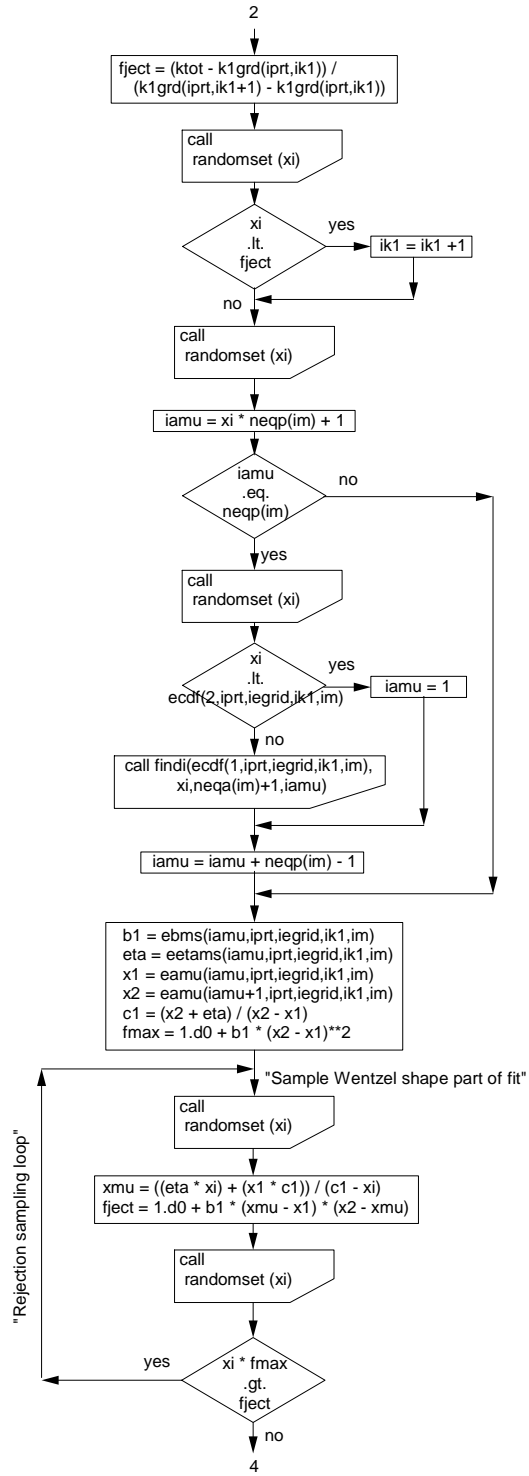 2
fject = (ktot - k1grd(iprt,ik1)) /
(k1grd(iprt,ik1+1) - k1grd(iprt,ik1))
call
randomset (xi)
xi
.lt.
fject
yes
ik1 = ik1 +1
no
call
randomset (xi)
iamu = xi * neqp(im) + 1
iamu
.eq.
neqp(im)
no
yes
call
randomset (xi)
xi
.lt.
ecdf(2,iprt,iegrid,ik1,im)
yes
iamu = 1
no
call findi(ecdf(1,iprt,iegrid,ik1,im),
xi,neqa(im)+1,iamu)
iamu = iamu + neqp(im) - 1
b1 = ebms(iamu,iprt,iegrid,ik1,im)
eta = eetams(iamu,iprt,iegrid,ik1,im)
x1 = eamu(iamu,iprt,iegrid,ik1,im)
x2 = eamu(iamu+1,iprt,iegrid,ik1,im)
c1 = (x2 + eta) / (x2 - x1)
fmax = 1.d0 + b1 * (x2 - x1)**2
"Sample Wentzel shape part of fit"
"Rejection sampling loop"
call
randomset (xi)
xmu = ((eta * xi) + (x1 * c1)) / (c1 - xi)
fject = 1.d0 + b1 * (xmu - x1) * (x2 - xmu)
call
randomset (xi)
yes
xi * fmax
.gt.
fject
no
4